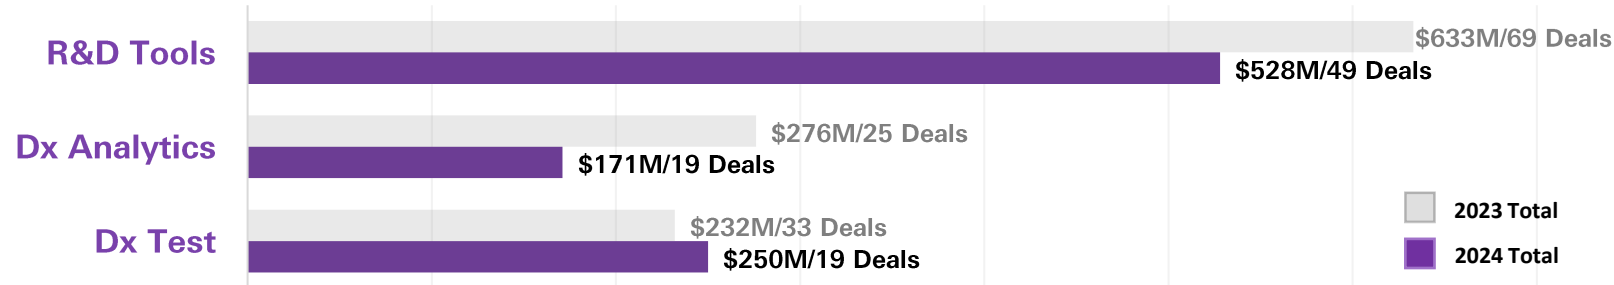 R&D Tools
$633M/69 Deals
$528M/49 Deals
Dx Analytics
$276M/25 Deals
$171M/19 Deals
Dx Test
$232M/33 Deals
$250M/19 Deals
2023 Total
2024 Total